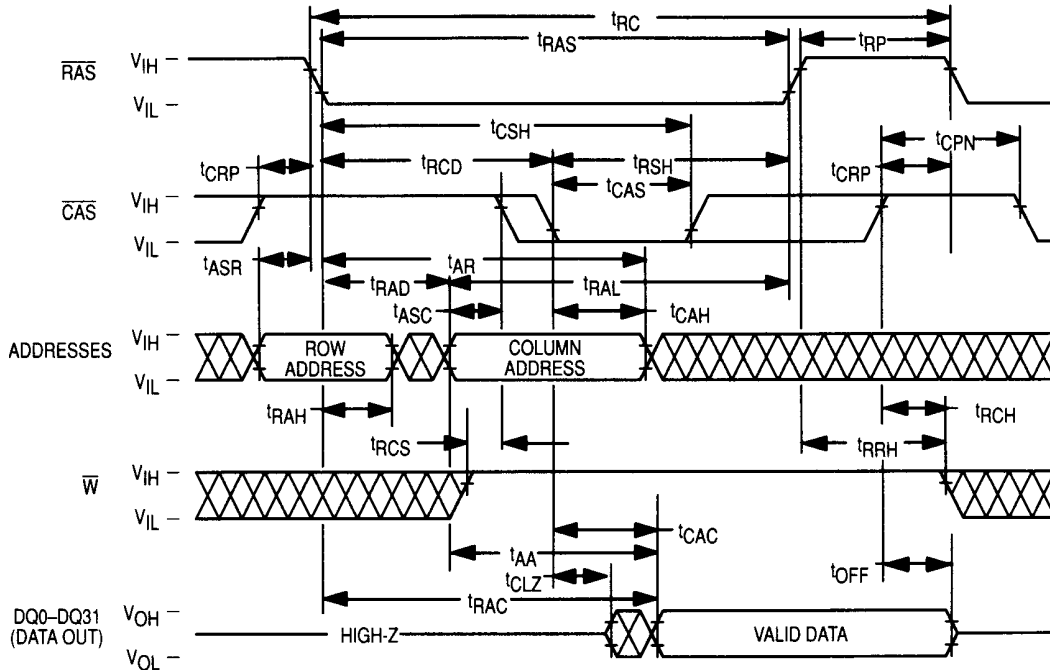 tRC
tRAS
tRP
RAS
VIH
VIL
tCSH
tCPN
tCRP
tRCD
tRSH
tCRP
tCAS
CAS
VIH
VIL
tASR
tAR
tRAD
tRAL
tASC
tCAH
ADDRESSES
VIH
VIL
ROW
ADDRESS
COLUMN
ADDRESS
tRAH
tRCH
tRCS
tRRH
W
VIH
VIL
tCAC
tAA
tCLZ
tOFF
tRAC
DQ0–DQ31
(DATA OUT)
VOH
VOL
HIGH-Z
VALID DATA